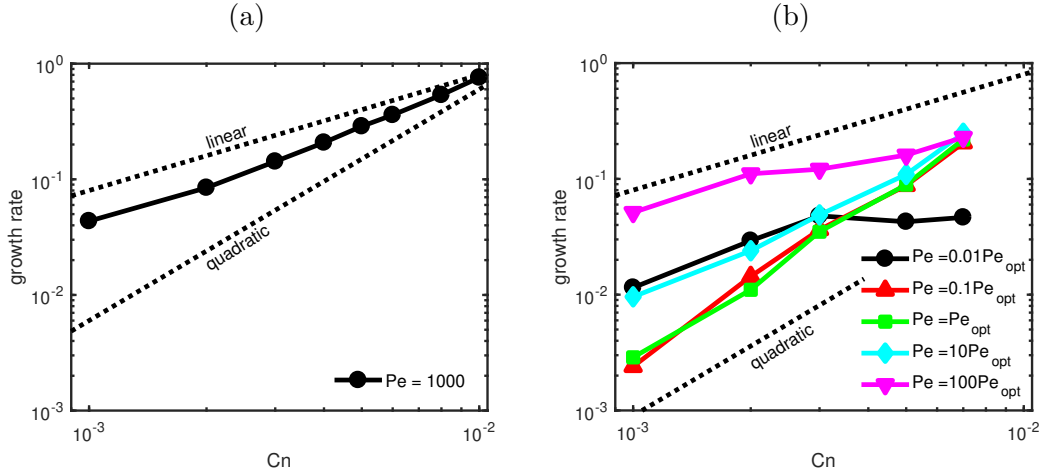 (a)
10^0
10^-1
10^-2
10^-3
growth rate
linear
quadratic
Pe = 1000
10^-3
10^-2
Cn
(b)
10^0
10^-1
10^-2
10^-3
growth rate
linear
quadratic
Pe =0.01Pe_opt
Pe =0.1Pe_opt
Pe =Pe_opt
Pe =10Pe_opt
Pe =100Pe_opt
10^-3
10^-2
Cn